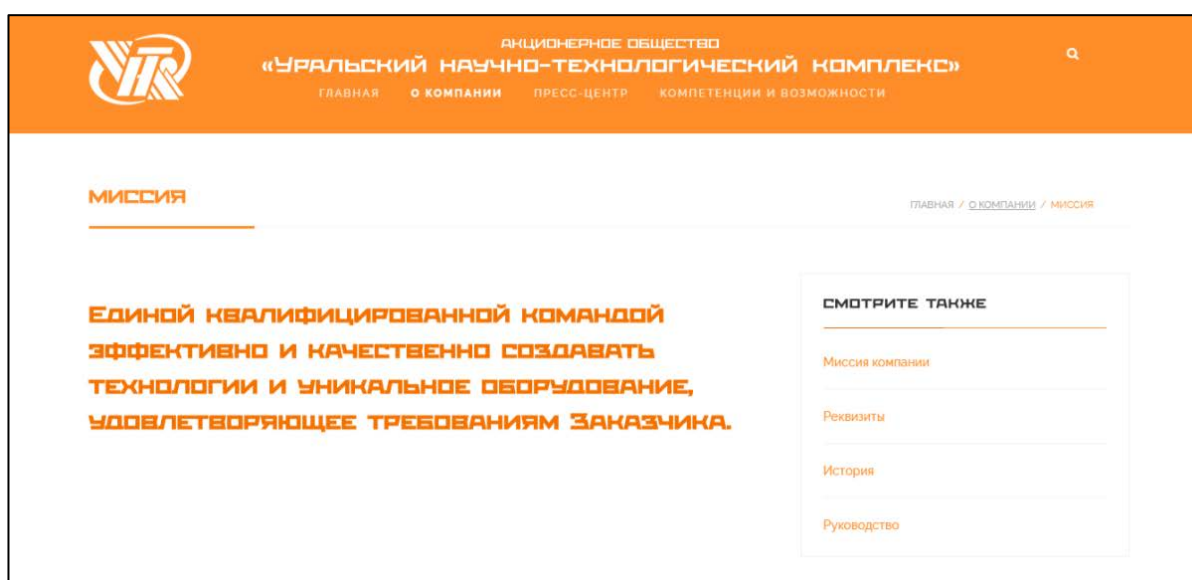 УНТК
АКЦИОНЕРНОЕ ОБЩЕСТВО
«Уральский научно-технологический комплекс»
ГЛАВНАЯ О КОМПАНИИ ПРЕСС-ЦЕНТР КОМПЕТЕНЦИИ И ВОЗМОЖНОСТИ
МИССИЯ
ГЛАВНАЯ / О КОМПАНИИ / МИССИЯ
Единой квалифицированной командой
эффективно и качественно создавать
технологии и уникальное оборудование,
удовлетворяющее требованиям Заказчика.
СМОТРИТЕ ТАКЖЕ
Миссия компании
Реквизиты
История
Руководство